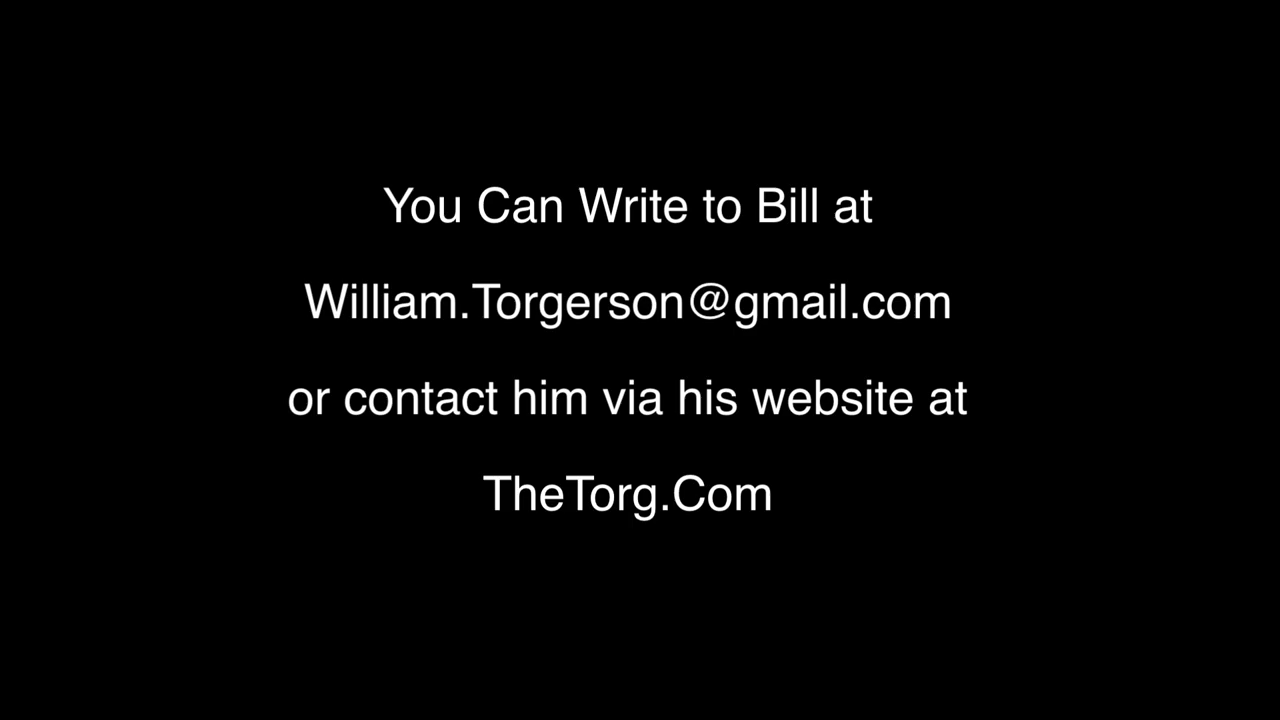 You Can Write to Bill at
William.Torgerson@gmail.com
or contact him via his website at
TheTorg.Com